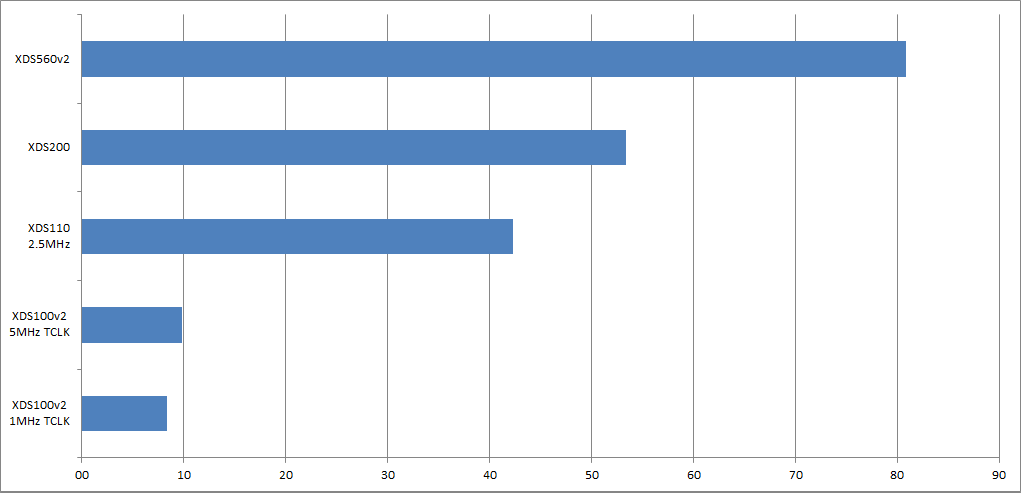 XDS560v2
XDS200
XDS110
2.5MHz
XDS100v2
5MHz TCLK
XDS100v2
1MHz TCLK
00 10 20 30 40 50 60 70 80 90